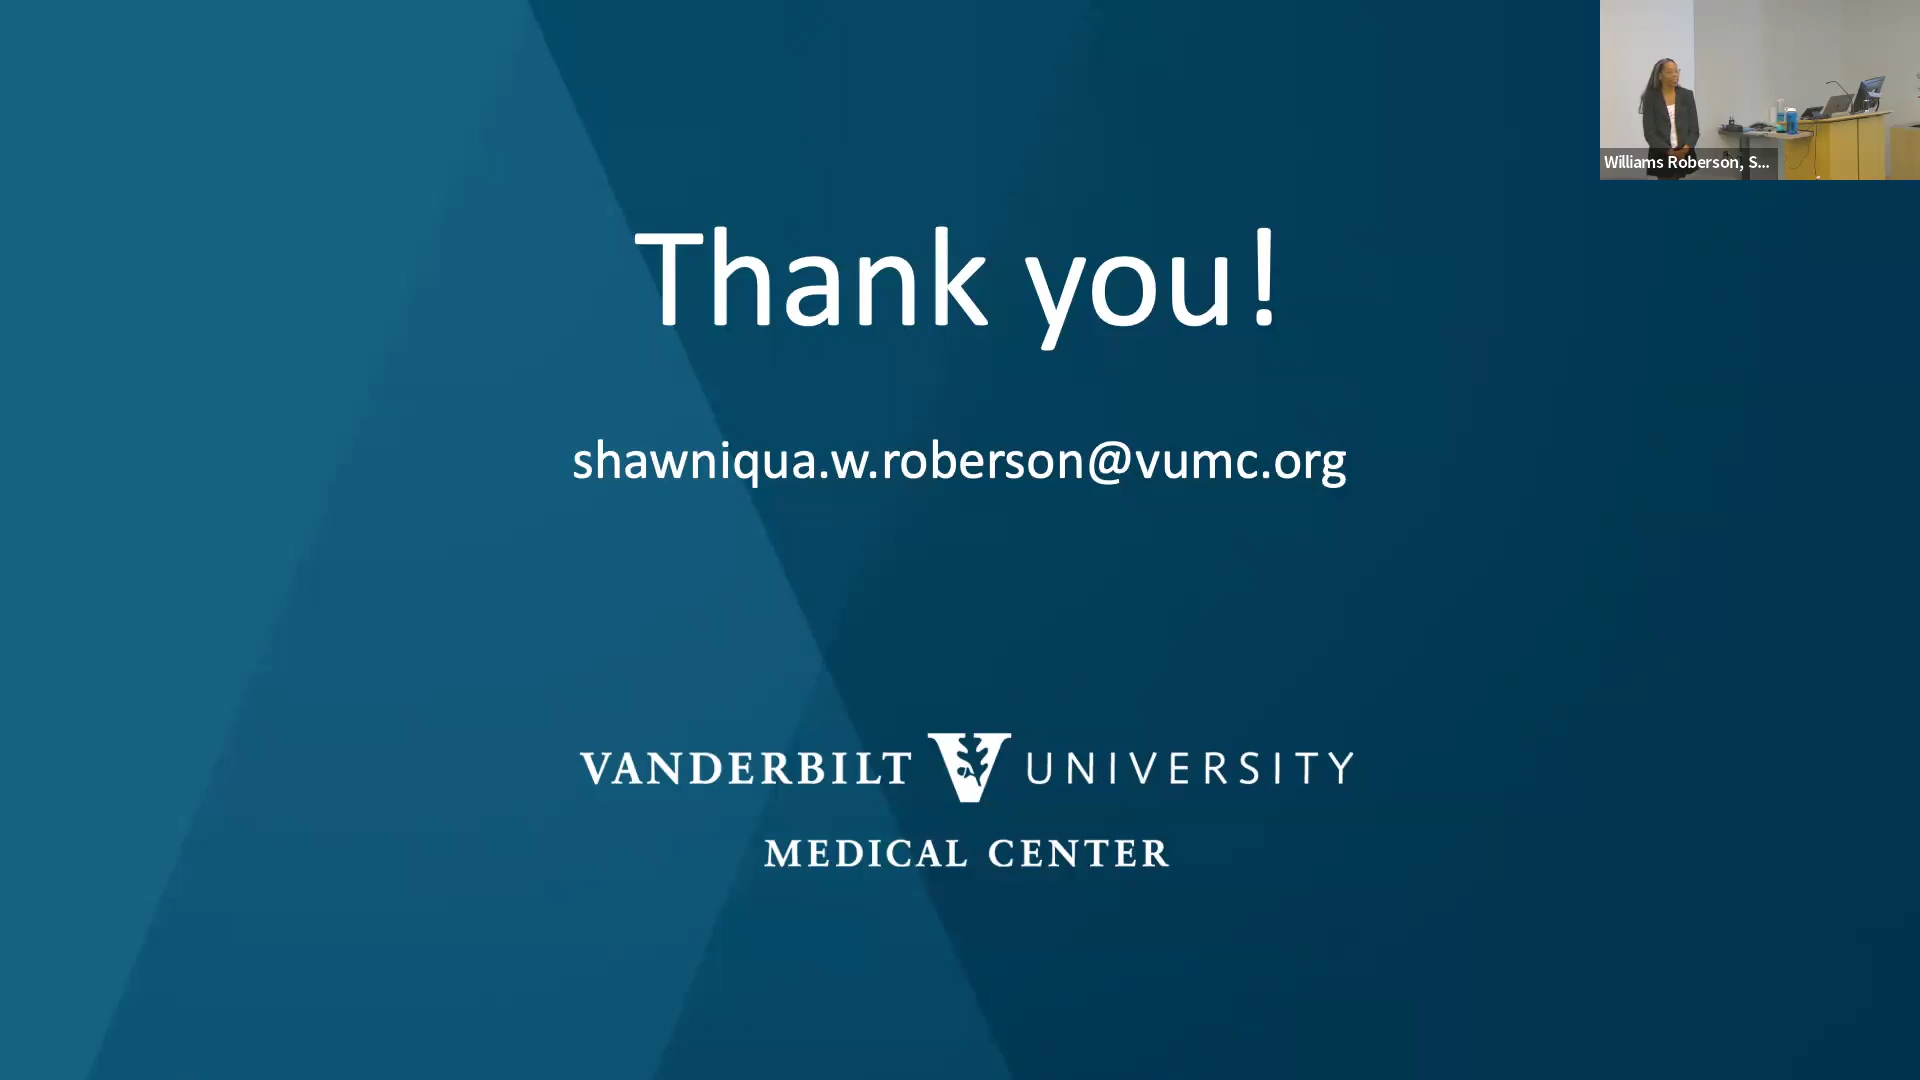 Williams Roberson, S...
Thank you!
shawniqua.w.roberson@vumc.org
VANDERBILT V UNIVERSITY
MEDICAL CENTER